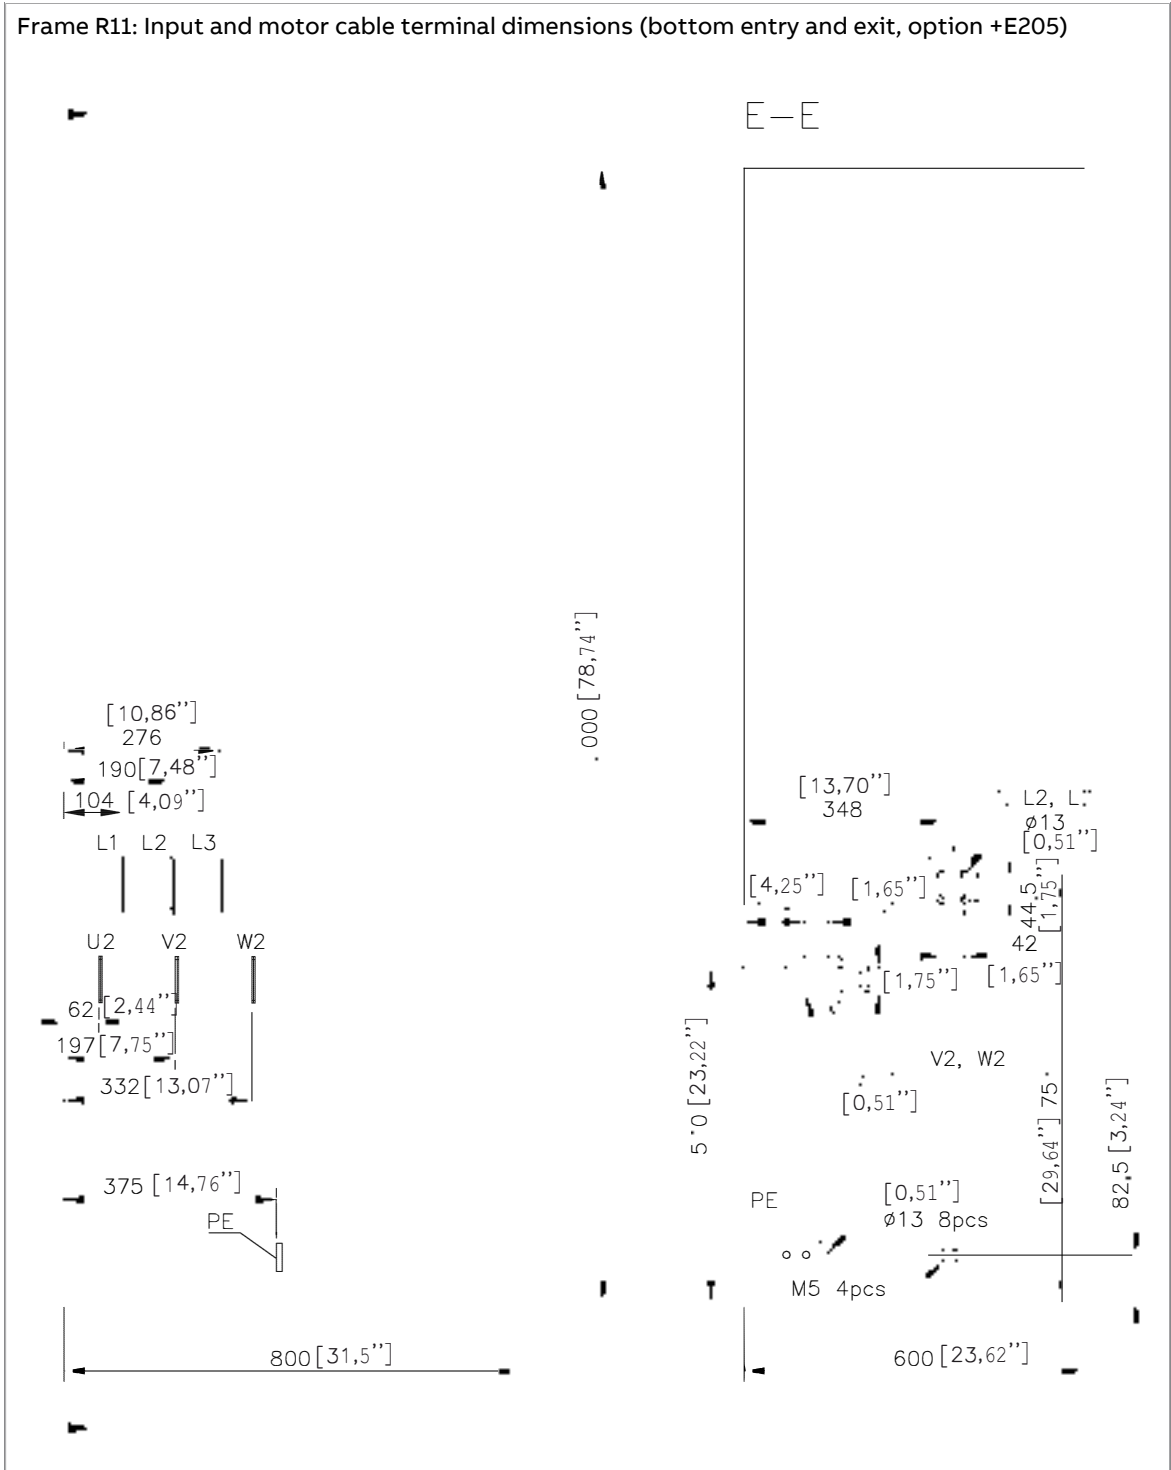 Frame R11: Input and motor cable terminal dimensions (bottom entry and exit, option +E205)
E–E
000 [78,74'']
[10,86'']
276
190[7,48'']
104 [4,09'']
L1 L2 L3
U2 V2 W2
62 [2,44'']
197[7,75'']
332[13,07'']
375 [14,76'']
PE
800[31,5'']
[13,70'']
348
L2,
ø13
[0,51'']
[4,25''] [1,65'']
44,5
[1,75'']
42
[1,75''] [1,65'']
[23,22'']
V2, W2
[0,51'']
[29,64''] 75
82,5 [3,24'']
PE
[0,51'']
ø13 8pcs
M5 4pcs
600[23,62'']